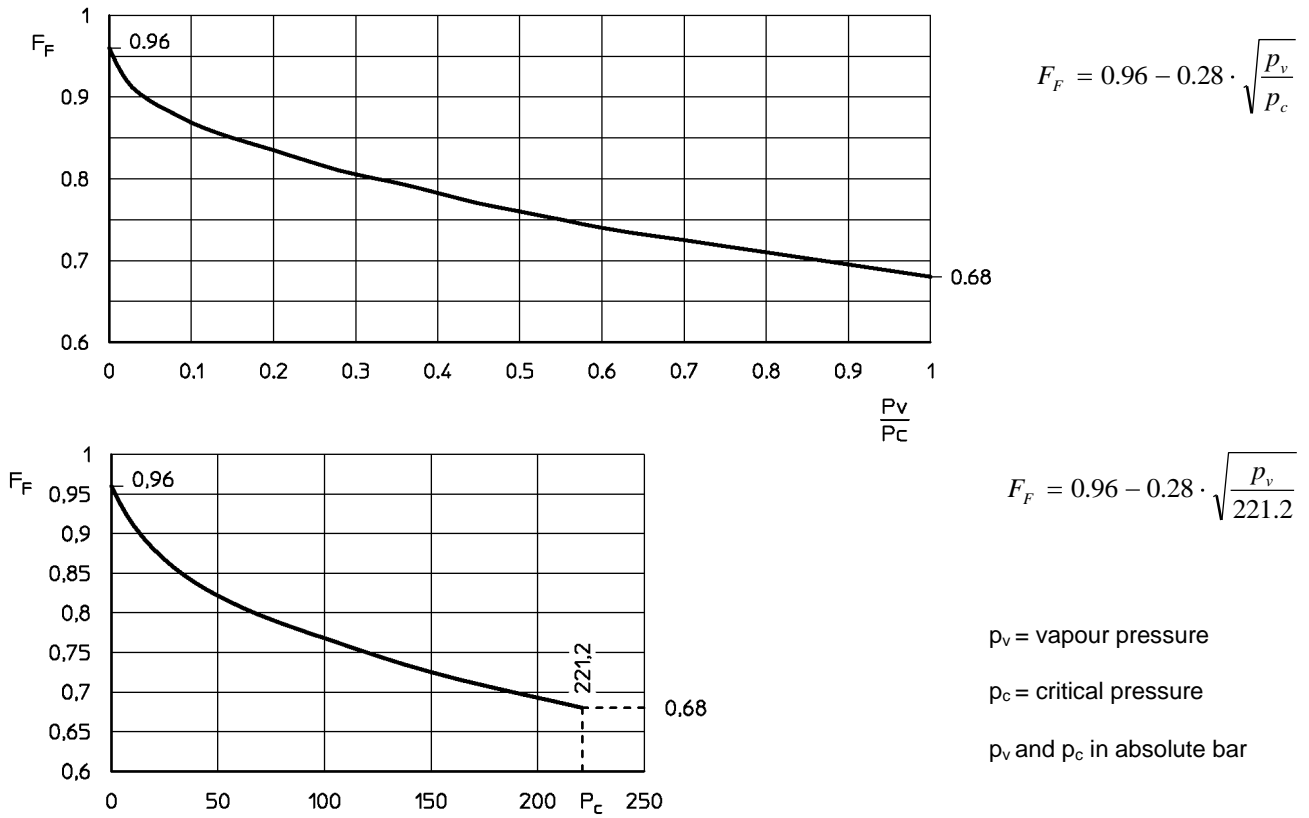 1
F_F
0.96
0.9
0.8
0.7
0.68
0.6
0 0.1 0.2 0.3 0.4 0.5 0.6 0.7 0.8 0.9 1
Pv
Pc
F_F = 0.96 − 0.28 · √(p_v / p_c)
1
F_F
0,96
0,95
0,9
0,85
0,8
0,75
0,7
0,65
0,6
221,2
0,68
0 50 100 150 200 P_c 250
F_F = 0.96 − 0.28 · √(p_v / 221.2)
p_v = vapour pressure
p_c = critical pressure
p_v and p_c in absolute bar